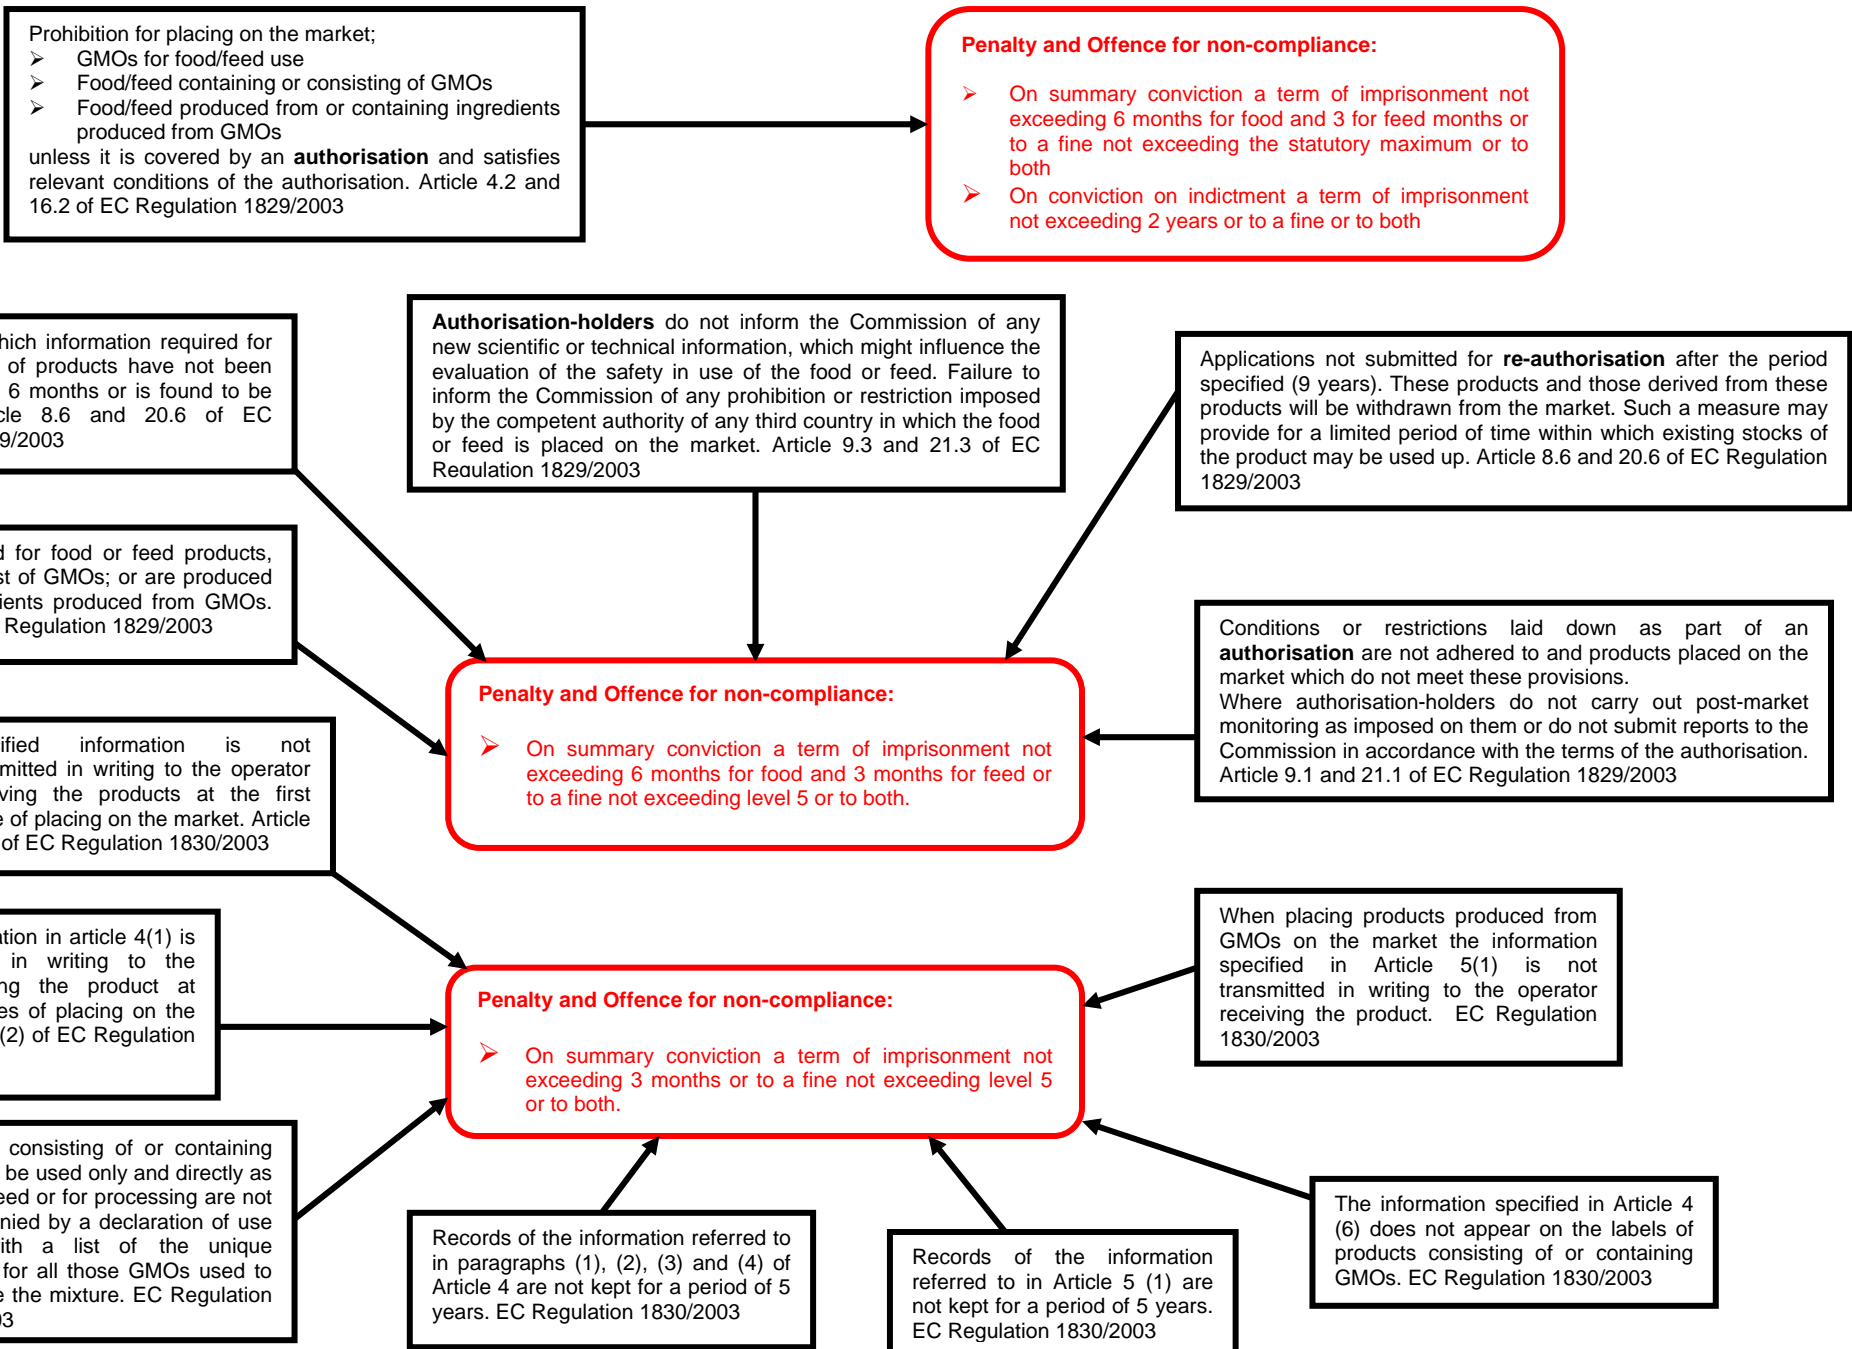 Prohibition for placing on the market;
➢ GMOs for food/feed use
➢ Food/feed containing or consisting of GMOs
➢ Food/feed produced from or containing ingredients
produced from GMOs
unless it is covered by an authorisation and satisfies
relevant conditions of the authorisation. Article 4.2 and
16.2 of EC Regulation 1829/2003
Penalty and Offence for non-compliance:
➢ On summary conviction a term of imprisonment not
exceeding 6 months for food and 3 for feed months or
to a fine not exceeding the statutory maximum or to
both
➢ On conviction on indictment a term of imprisonment
not exceeding 2 years or to a fine or to both
hich information required for
of products have not been
6 months or is found to be
cle 8.6 and 20.6 of EC
9/2003
Authorisation-holders do not inform the Commission of any
new scientific or technical information, which might influence the
evaluation of the safety in use of the food or feed. Failure to
inform the Commission of any prohibition or restriction imposed
by the competent authority of any third country in which the food
or feed is placed on the market. Article 9.3 and 21.3 of EC
Regulation 1829/2003
Applications not submitted for re-authorisation after the period
specified (9 years). These products and those derived from these
products will be withdrawn from the market. Such a measure may
provide for a limited period of time within which existing stocks of
the product may be used up. Article 8.6 and 20.6 of EC Regulation
1829/2003
d for food or feed products,
st of GMOs; or are produced
ients produced from GMOs.
Regulation 1829/2003
Penalty and Offence for non-compliance:
➢ On summary conviction a term of imprisonment not
exceeding 6 months for food and 3 months for feed or
to a fine not exceeding level 5 or to both.
Conditions or restrictions laid down as part of an
authorisation are not adhered to and products placed on the
market which do not meet these provisions.
Where authorisation-holders do not carry out post-market
monitoring as imposed on them or do not submit reports to the
Commission in accordance with the terms of the authorisation.
Article 9.1 and 21.1 of EC Regulation 1829/2003
ified information is not
mitted in writing to the operator
ving the products at the first
e of placing on the market. Article
of EC Regulation 1830/2003
ation in article 4(1) is
in writing to the
ng the product at
es of placing on the
(2) of EC Regulation
Penalty and Offence for non-compliance:
➢ On summary conviction a term of imprisonment not
exceeding 3 months or to a fine not exceeding level 5
or to both.
When placing products produced from
GMOs on the market the information
specified in Article 5(1) is not
transmitted in writing to the operator
receiving the product. EC Regulation
1830/2003
consisting of or containing
be used only and directly as
eed or for processing are not
nied by a declaration of use
ith a list of the unique
for all those GMOs used to
e the mixture. EC Regulation
03
Records of the information referred to
in paragraphs (1), (2), (3) and (4) of
Article 4 are not kept for a period of 5
years. EC Regulation 1830/2003
Records of the information
referred to in Article 5 (1) are
not kept for a period of 5 years.
EC Regulation 1830/2003
The information specified in Article 4
(6) does not appear on the labels of
products consisting of or containing
GMOs. EC Regulation 1830/2003